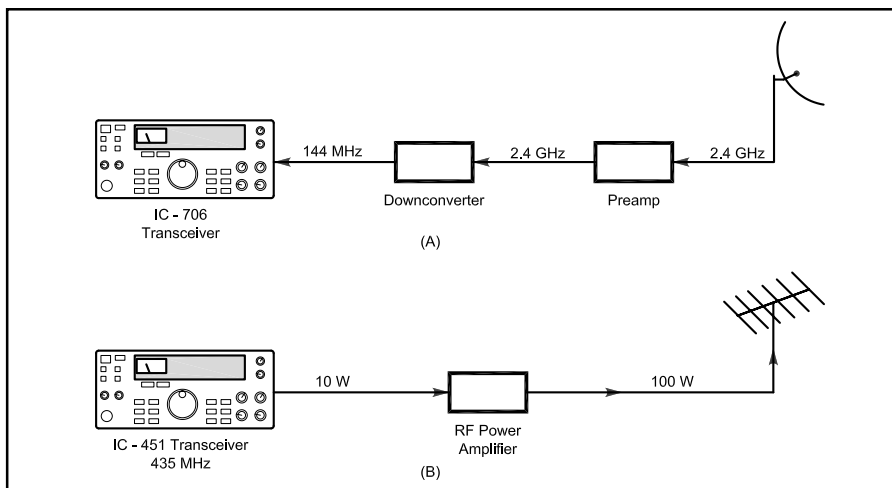 144 MHz
2.4 GHz
2.4 GHz
Downconverter
Preamp
IC - 706
Transceiver
(A)
10 W
100 W
RF Power
Amplifier
IC - 451 Transceiver
435 MHz
(B)